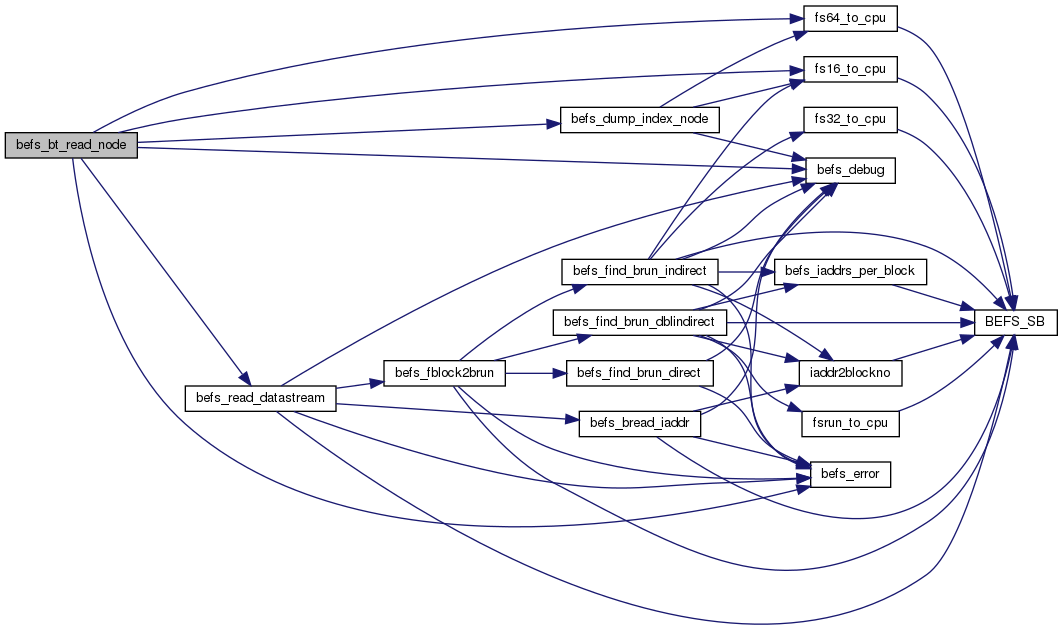 fs64_to_cpu
fs16_to_cpu
befs_dump_index_node
fs32_to_cpu
befs_bt_read_node
befs_debug
befs_find_brun_indirect
befs_iaddrs_per_block
befs_find_brun_dblindirect
BEFS_SB
befs_fblock2brun
befs_find_brun_direct
iaddr2blockno
befs_read_datastream
befs_bread_iaddr
fsrun_to_cpu
befs_error